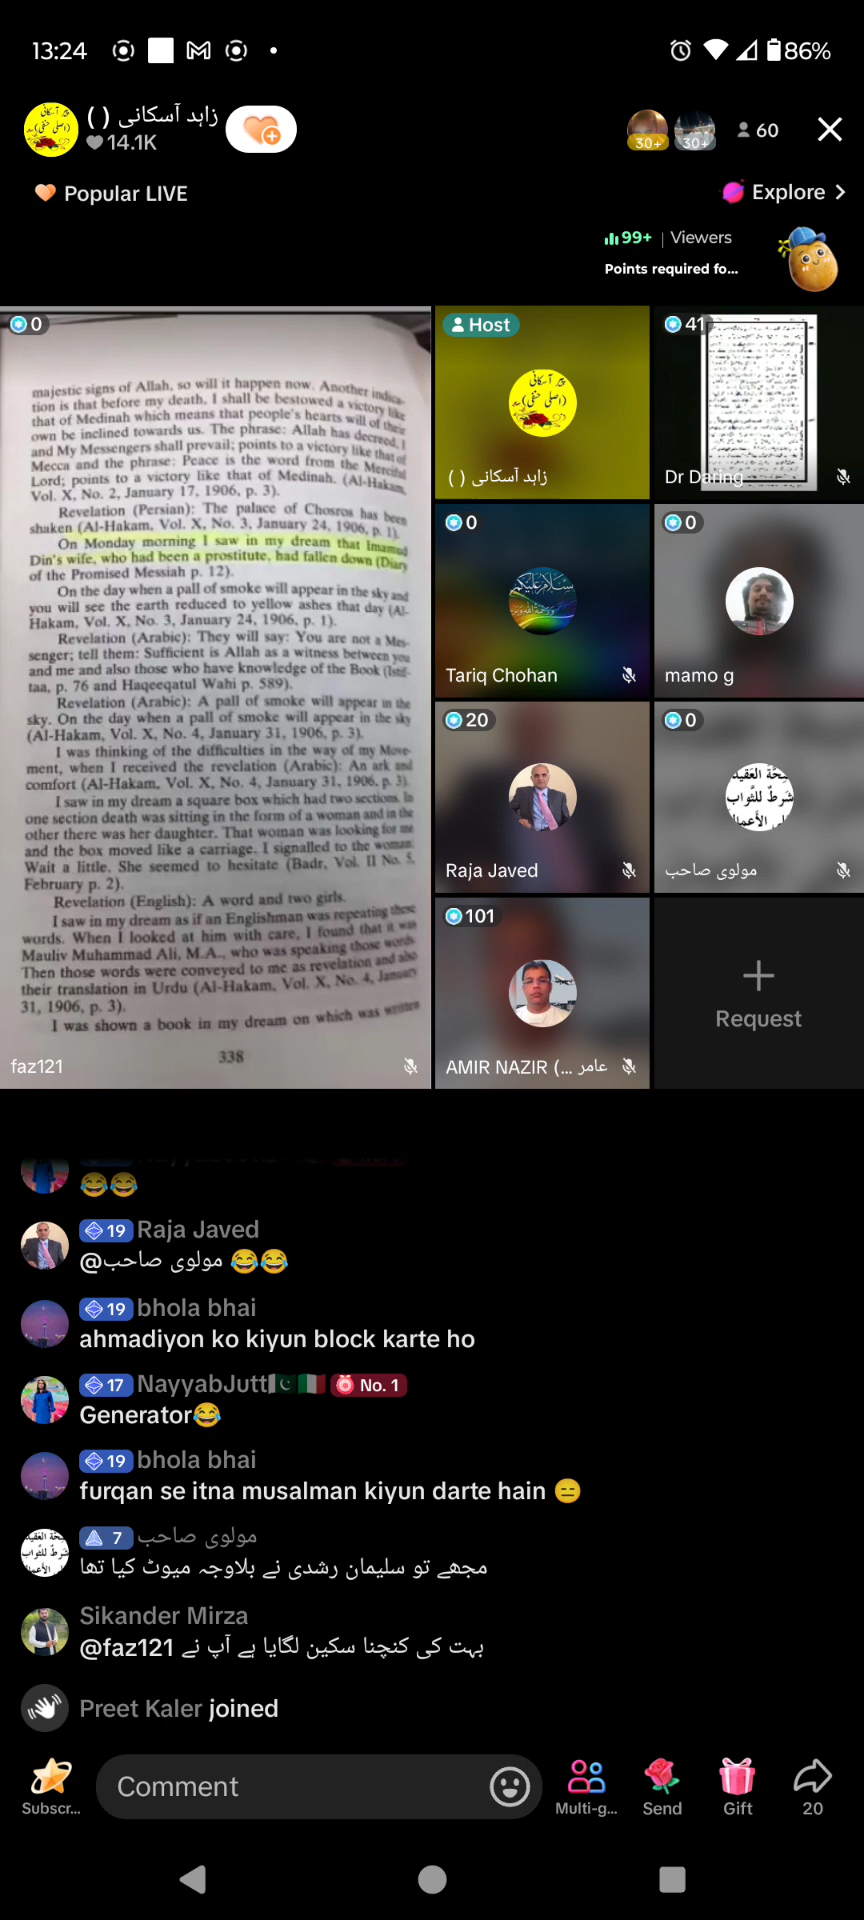 13:24
86%
زاہد آسکانی ( )
14.1K
30+
30+
60
Popular LIVE
Explore
99+ | Viewers
Points required fo...
0
majestic signs of Allah, so will it happen now. Another indica-
tion is that before my death, I shall be bestowed a victory like
that of Medinah which means that people's hearts will of their
own be inclined towards us. The phrase: Allah has decreed, I
and My Messengers shall prevail; points to a victory like that of
Mecca and the phrase: Peace is the word from the Merciful
Lord; points to a victory like that of Medinah. (Al-Hakam,
Vol. X, No. 2, January 17, 1906, p. 3).
Revelation (Persian): The palace of Chosros has been
shaken (Al-Hakam, Vol. X, No. 3, January 24, 1906, p. 1).
On Monday morning I saw in my dream that Imamud
Din's wife, who had been a prostitute, had fallen down (Diary
of the Promised Messiah p. 12).
On the day when a pall of smoke will appear in the sky and
you will see the earth reduced to yellow ashes that day (Al-
Hakam, Vol. X, No. 3, January 24, 1906, p. 1).
Revelation (Arabic): They will say: You are not a Mes-
senger; tell them: Sufficient is Allah as a witness between you
and me and also those who have knowledge of the Book (Istif-
taa, p. 76 and Haqeeqatul Wahi p. 589).
Revelation (Arabic): A pall of smoke will appear in the
sky. On the day when a pall of smoke will appear in the sky
(Al-Hakam, Vol. X, No. 4, January 31, 1906, p. 3).
I was thinking of the difficulties in the way of my Move-
ment, when I received the revelation (Arabic): An ark and
comfort (Al-Hakam, Vol. X, No. 4, January 31, 1906, p. 3).
I saw in my dream a square box which had two sections. In
one section death was sitting in the form of a woman and in the
other there was her daughter. That woman was looking for me
and the box moved like a carriage. I signalled to the woman:
Wait a little. She seemed to hesitate (Badr, Vol. II No. 5,
February p. 2).
Revelation (English): A word and two girls.
I saw in my dream as if an Englishman was repeating these
words. When I looked at him with care, I found that it was
Mauliv Muhammad Ali, M.A., who was speaking those words
Then those words were conveyed to me as revelation and also
their translation in Urdu (Al-Hakam, Vol. X, No. 4, January
31, 1906, p. 3).
I was shown a book in my dream on which was written
338
faz121
Host
پیر آسکانی
(اصلی حنفی)
زاہد آسکانی ( )
41
Dr Daring
0
Tariq Chohan
0
mamo g
20
Raja Javed
0
شرطٌ للثَّواب
مولوی صاحب
101
AMIR NAZIR (... عامر
Request
😂😂
19 Raja Javed
@مولوی صاحب 😂😂
19 bhola bhai
ahmadiyon ko kiyun block karte ho
17 NayyabJutt🇵🇰🇮🇹 No. 1
Generator😂
19 bhola bhai
furqan se itna musalman kiyun darte hain 😑
7 مولوی صاحب
مجھے تو سلیمان رشدی نے بلاوجہ میوٹ کیا تھا
Sikander Mirza
@faz121 بہت کی کنچنا سکین لگایا ہے آپ نے
Preet Kaler joined
Subscr...
Comment
Multi-g...
Send
Gift
20